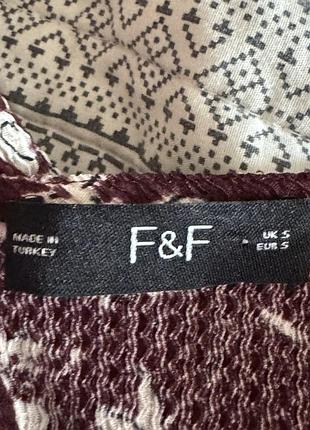 MADE IN
TURKEY
F&F
UK S
EUR S